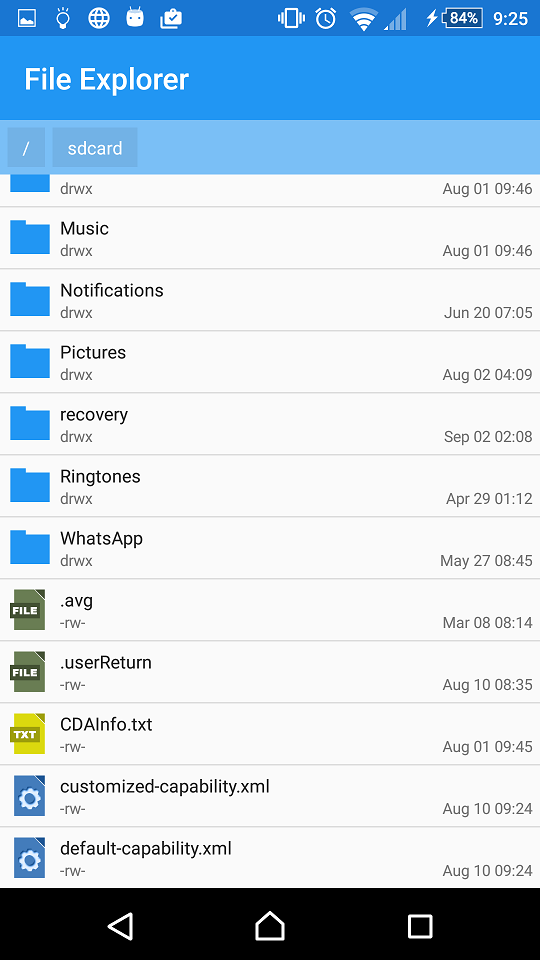 84% 9:25
File Explorer
/ sdcard
drwx Aug 01 09:46
Music
drwx Aug 01 09:46
Notifications
drwx Jun 20 07:05
Pictures
drwx Aug 02 04:09
recovery
drwx Sep 02 02:08
Ringtones
drwx Apr 29 01:12
WhatsApp
drwx May 27 08:45
FILE .avg
-rw- Mar 08 08:14
FILE .userReturn
-rw- Aug 10 08:35
TXT CDAInfo.txt
-rw- Aug 01 09:45
customized-capability.xml
-rw- Aug 10 09:24
default-capability.xml
-rw- Aug 10 09:24